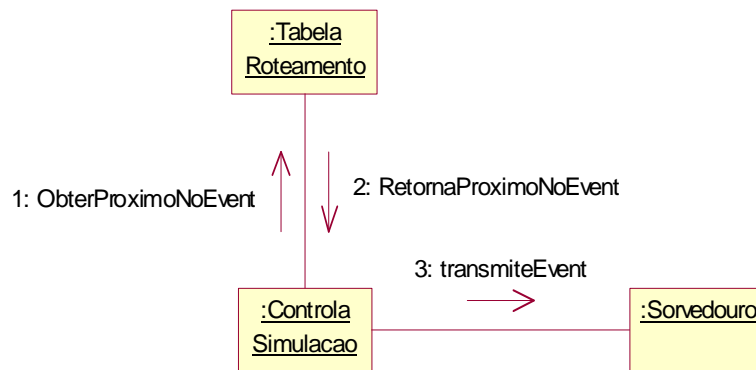 :Tabela
Roteamento
1: ObterProximoNoEvent
2: RetornaProximoNoEvent
3: transmiteEvent
:Controla
Simulacao
:Sorvedouro